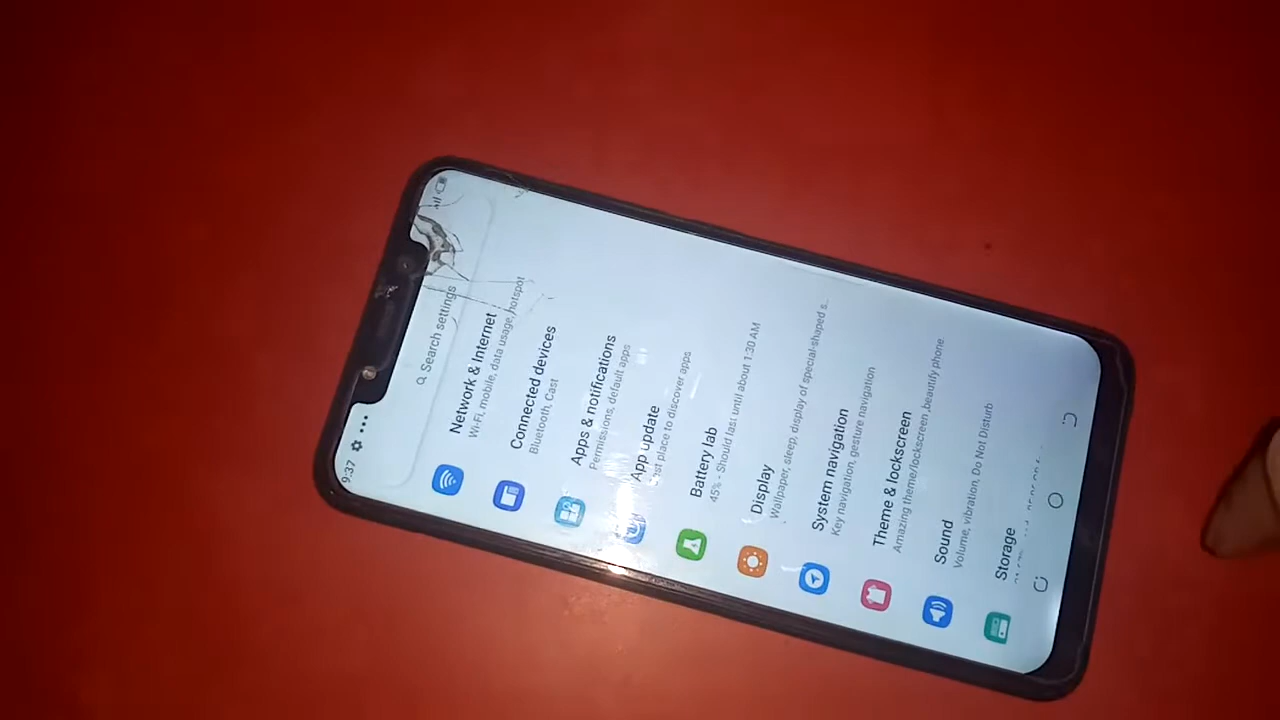 9:37
Search settings
Network & Internet
Wi-Fi, mobile, data usage, hotspot
Connected devices
Bluetooth, Cast
Apps & notifications
Permissions, default apps
App update
place to discover apps
Battery lab
45% - Should last until about 1:30 AM
Display
Wallpaper, sleep, display of special-shaped s..
System navigation
Key navigation, gesture navigation
Theme & lockscreen
Amazing theme/lockscreen ,beautify phone
Sound
Volume, vibration, Do Not Disturb
Storage